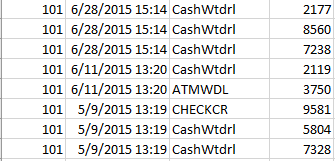 101 6/28/2015 15:14 CashWtdrl 2177
101 6/28/2015 15:14 CashWtdrl 8560
101 6/28/2015 15:14 CashWtdrl 7238
101 6/11/2015 13:20 CashWtdrl 2119
101 6/11/2015 13:20 ATMWDL 3750
101 5/9/2015 13:19 CHECKCR 9581
101 5/9/2015 13:19 CashWtdrl 5804
101 5/9/2015 13:19 CashWtdrl 7328